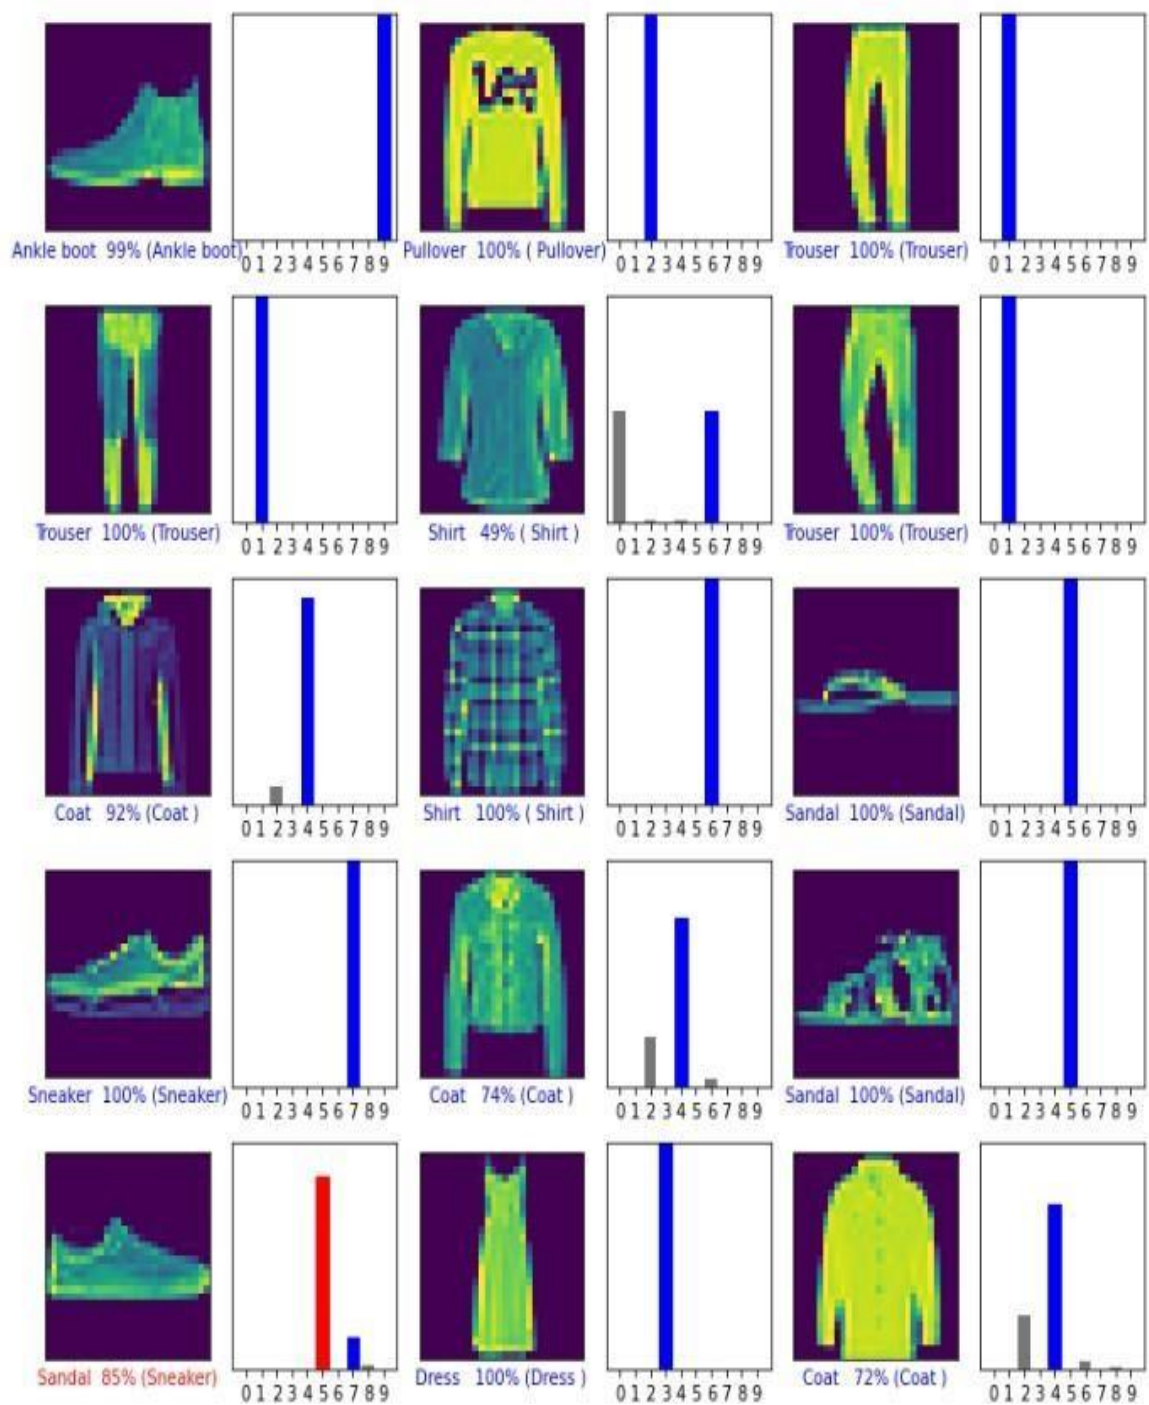 Ankle boot 99% (Ankle boot)
0 1 2 3 4 5 6 7 8 9
Pullover 100% ( Pullover)
0 1 2 3 4 5 6 7 8 9
Trouser 100% (Trouser)
0 1 2 3 4 5 6 7 8 9
Trouser 100% (Trouser)
0 1 2 3 4 5 6 7 8 9
Shirt 49% ( Shirt )
0 1 2 3 4 5 6 7 8 9
Trouser 100% (Trouser)
0 1 2 3 4 5 6 7 8 9
Coat 92% (Coat )
0 1 2 3 4 5 6 7 8 9
Shirt 100% ( Shirt )
0 1 2 3 4 5 6 7 8 9
Sandal 100% (Sandal)
0 1 2 3 4 5 6 7 8 9
Sneaker 100% (Sneaker)
0 1 2 3 4 5 6 7 8 9
Coat 74% (Coat )
0 1 2 3 4 5 6 7 8 9
Sandal 100% (Sandal)
0 1 2 3 4 5 6 7 8 9
Sandal 85% (Sneaker)
0 1 2 3 4 5 6 7 8 9
Dress 100% (Dress )
0 1 2 3 4 5 6 7 8 9
Coat 72% (Coat )
0 1 2 3 4 5 6 7 8 9